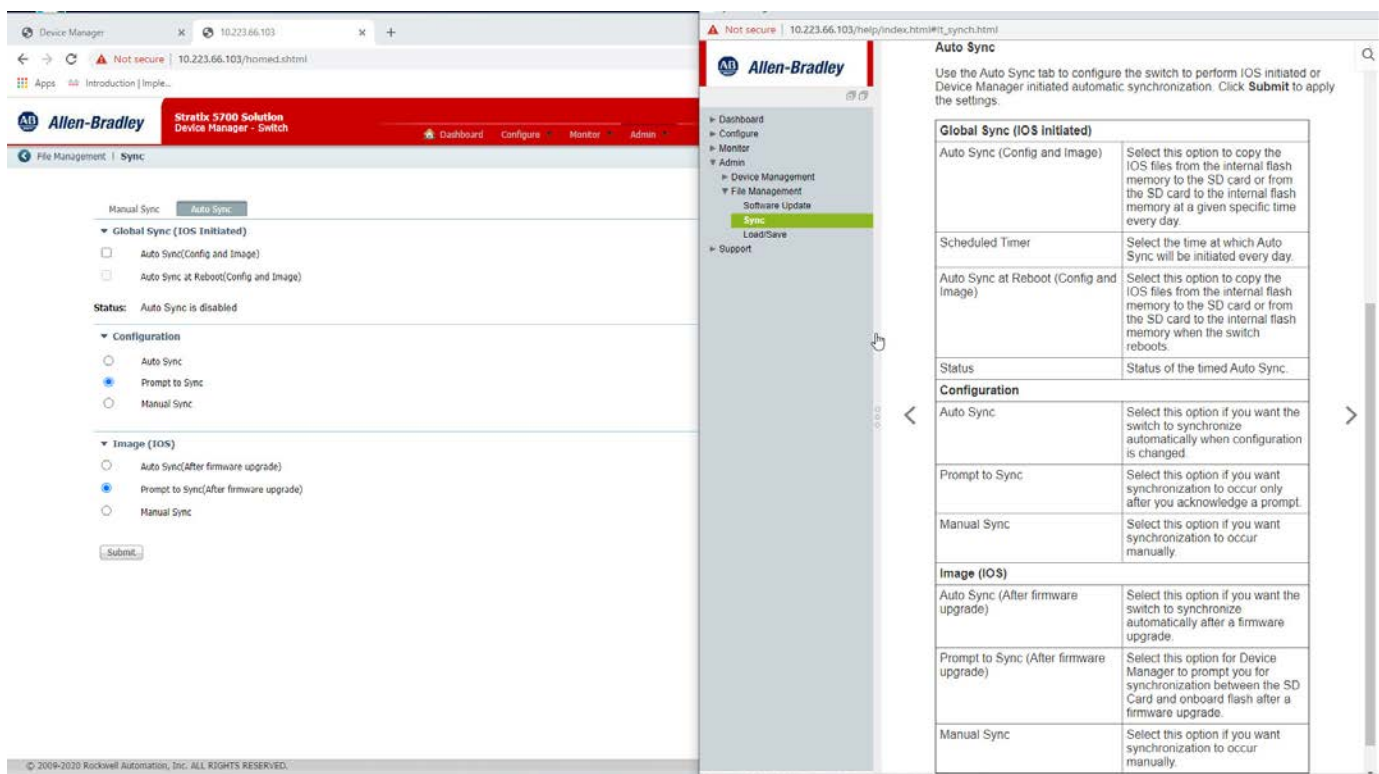 Device Manager
10.223.66.103
Not secure | 10.223.66.103/homed.shtml
Apps
Introduction | Imple...
Allen-Bradley
Stratix 5700 Solution
Device Manager - Switch
Dashboard Configure Monitor Admin
File Management | Sync
Manual Sync
Auto Sync
Global Sync (IOS Initiated)
Auto Sync(Config and Image)
Auto Sync at Reboot(Config and Image)
Status: Auto Sync is disabled
Configuration
Auto Sync
Prompt to Sync
Manual Sync
Image (IOS)
Auto Sync(After firmware upgrade)
Prompt to Sync(After firmware upgrade)
Manual Sync
Submit
© 2009-2020 Rockwell Automation, Inc. ALL RIGHTS RESERVED.
Not secure | 10.223.66.103/help/index.html#lt_synch.html
Allen-Bradley
Dashboard
Configure
Monitor
Admin
Device Management
File Management
Software Update
Sync
Load/Save
Support
Auto Sync
Use the Auto Sync tab to configure the switch to perform IOS initiated or
Device Manager initiated automatic synchronization. Click Submit to apply
the settings.
Global Sync (IOS initiated)
Auto Sync (Config and Image)
Select this option to copy the
IOS files from the internal flash
memory to the SD card or from
the SD card to the internal flash
memory at a given specific time
every day.
Scheduled Timer
Select the time at which Auto
Sync will be initiated every day.
Auto Sync at Reboot (Config and
Image)
Select this option to copy the
IOS files from the internal flash
memory to the SD card or from
the SD card to the internal flash
memory when the switch
reboots.
Status
Status of the timed Auto Sync.
Configuration
Auto Sync
Select this option if you want the
switch to synchronize
automatically when configuration
is changed.
Prompt to Sync
Select this option if you want
synchronization to occur only
after you acknowledge a prompt.
Manual Sync
Select this option if you want
synchronization to occur
manually.
Image (IOS)
Auto Sync (After firmware
upgrade)
Select this option if you want the
switch to synchronize
automatically after a firmware
upgrade.
Prompt to Sync (After firmware
upgrade)
Select this option for Device
Manager to prompt you for
synchronization between the SD
Card and onboard flash after a
firmware upgrade.
Manual Sync
Select this option if you want
synchronization to occur
manually.